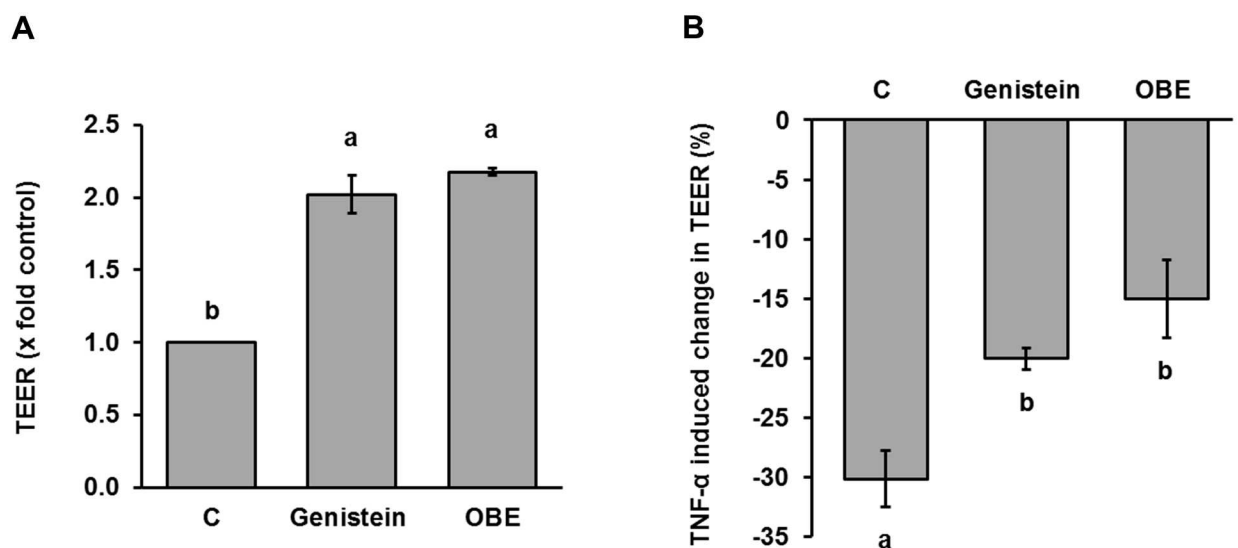 A
TEER (x fold control)
2.5
2.0
1.5
1.0
0.5
0.0
b
a
a
C Genistein OBE
B
TNF-α induced change in TEER (%)
C Genistein OBE
0
-5
-10
-15
-20
-25
-30
-35
a
b
b